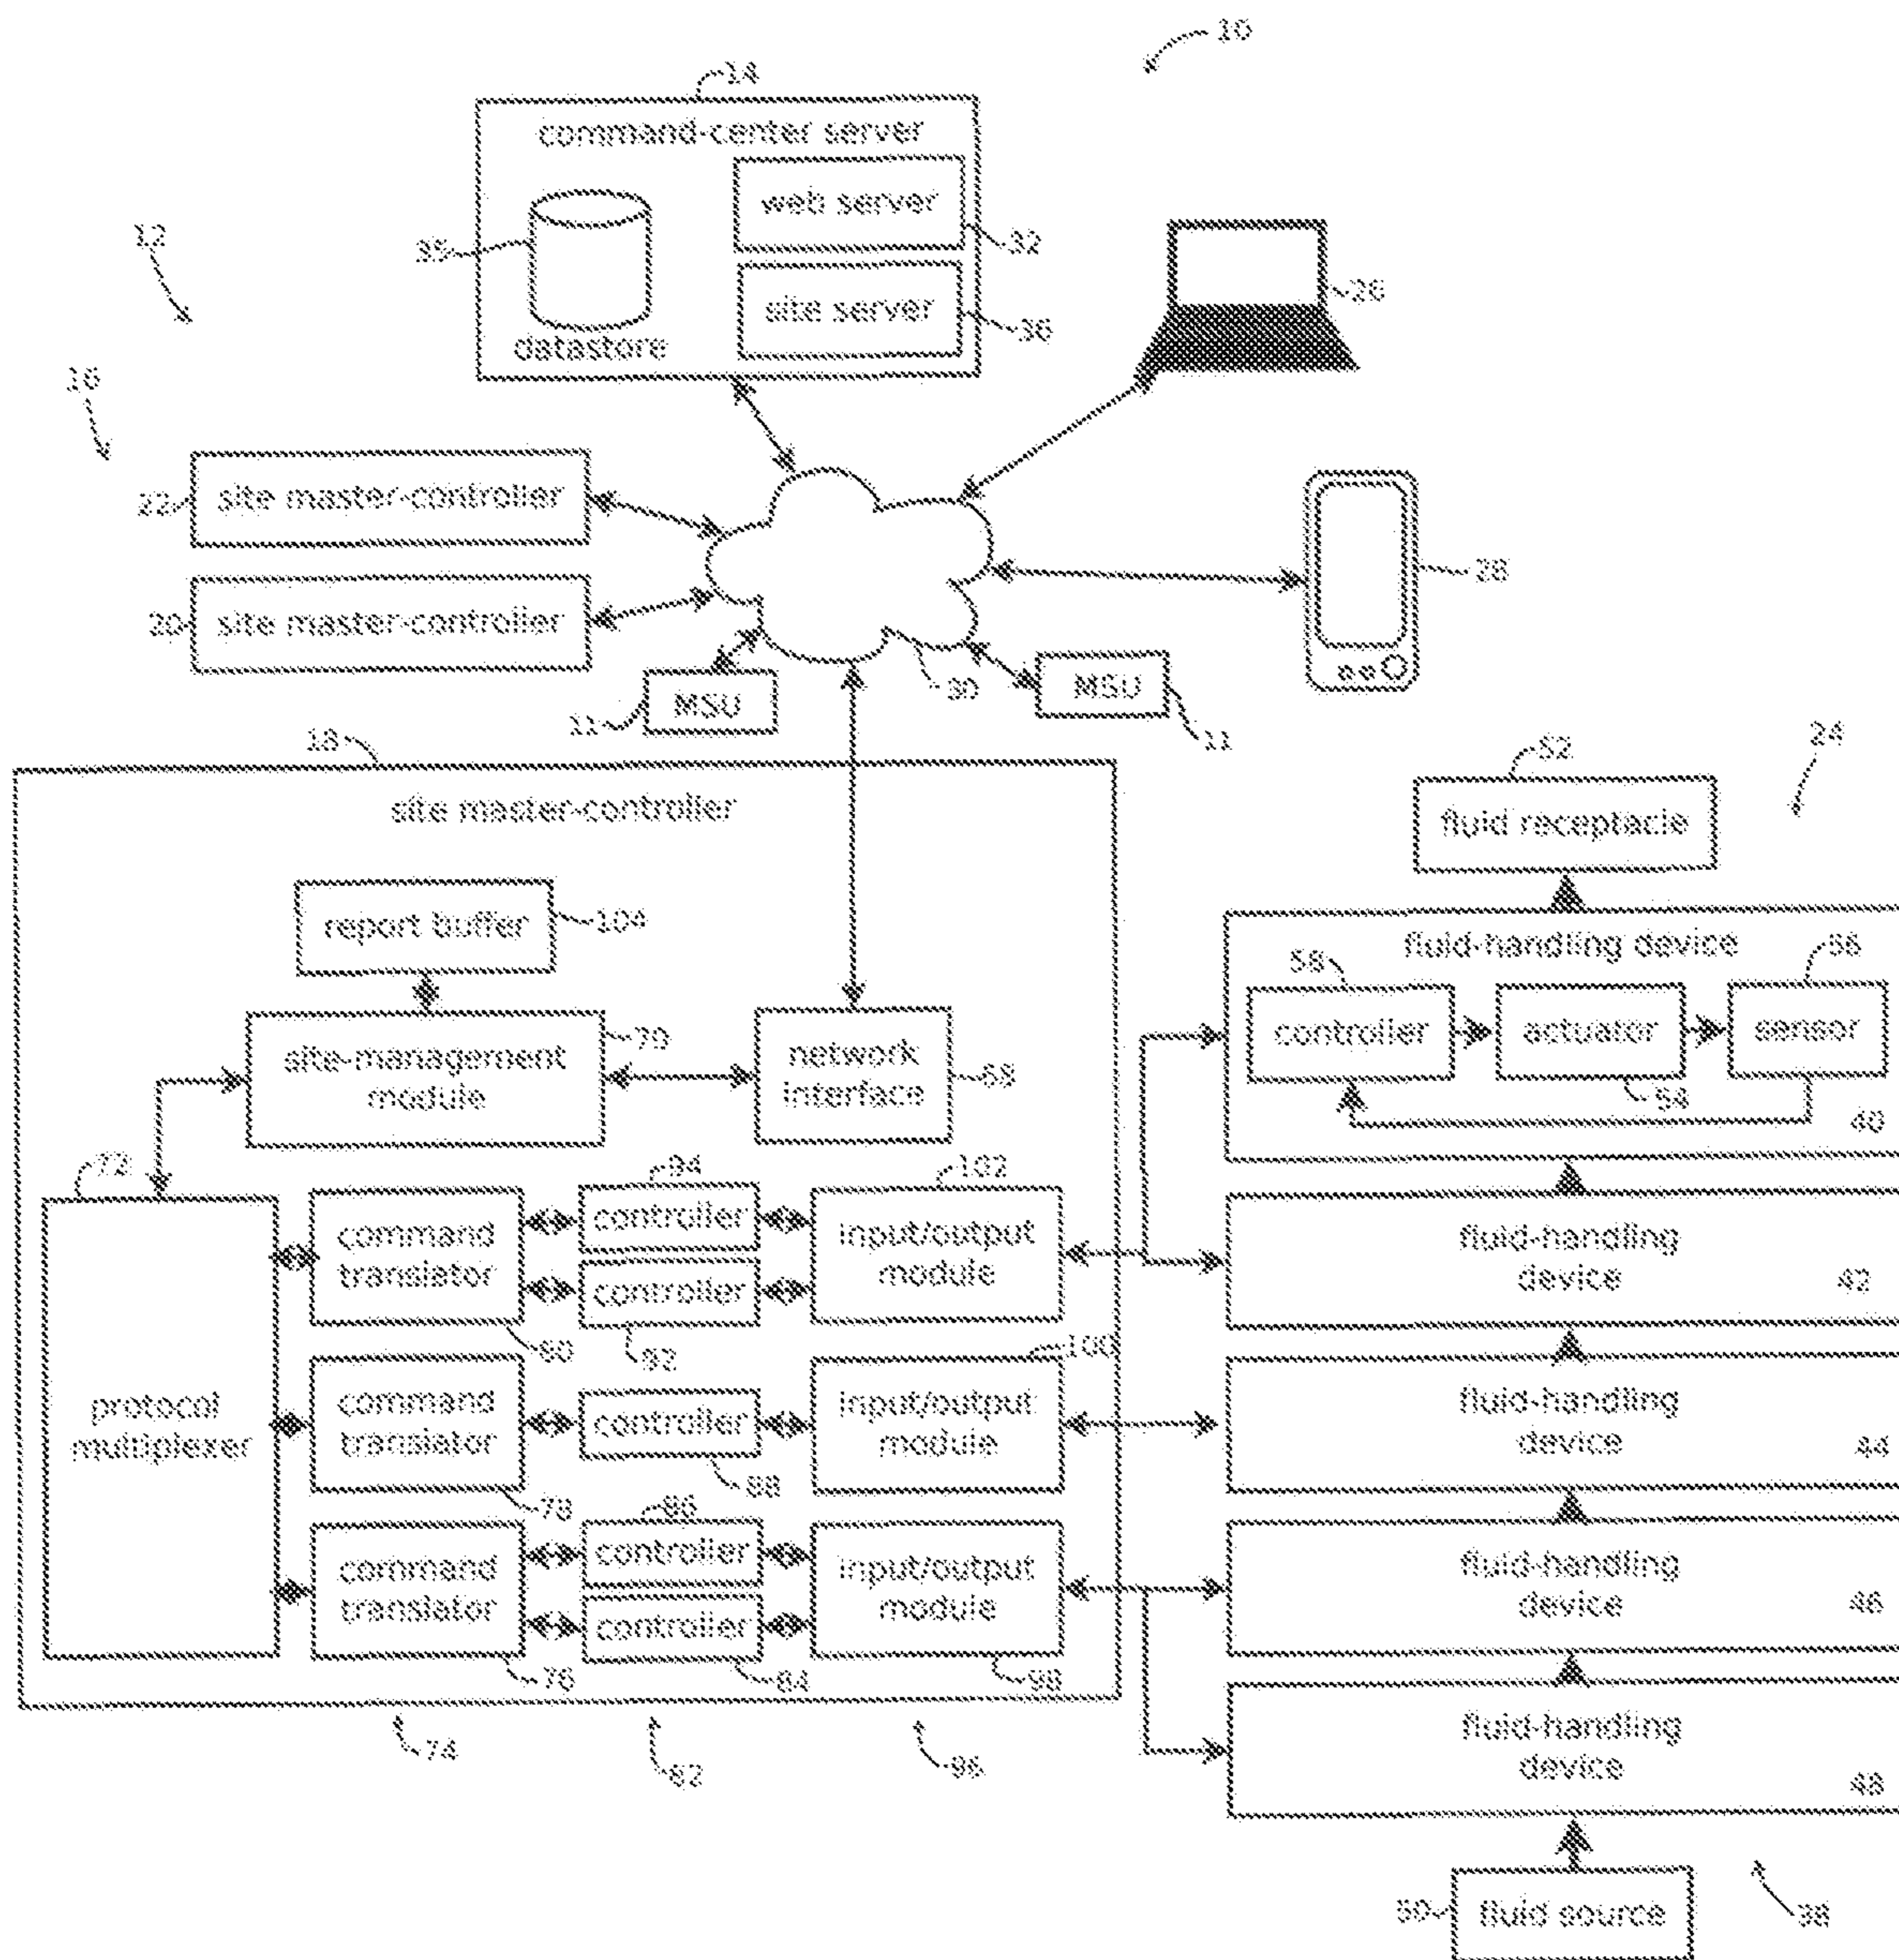 10
14
command-center server
web server
32
35
datastore
site server
36
12
16
26
22
site master-controller
20
site master-controller
28
30
MSU
11
MSU
11
18
site master-controller
report buffer
104
site-management
module
70
network
interface
68
72
protocol
multiplexer
94
102
command
translator
80
controller
controller
92
input/output
module
100
command
translator
78
controller
88
input/output
module
86
command
translator
76
controller
controller
84
input/output
module
98
74
82
96
24
52
fluid receptacle
fluid-handling device
58
56
controller
actuator
sensor
54
40
fluid-handling
device
42
fluid-handling
device
44
fluid-handling
device
46
fluid-handling
device
48
50
fluid source
38